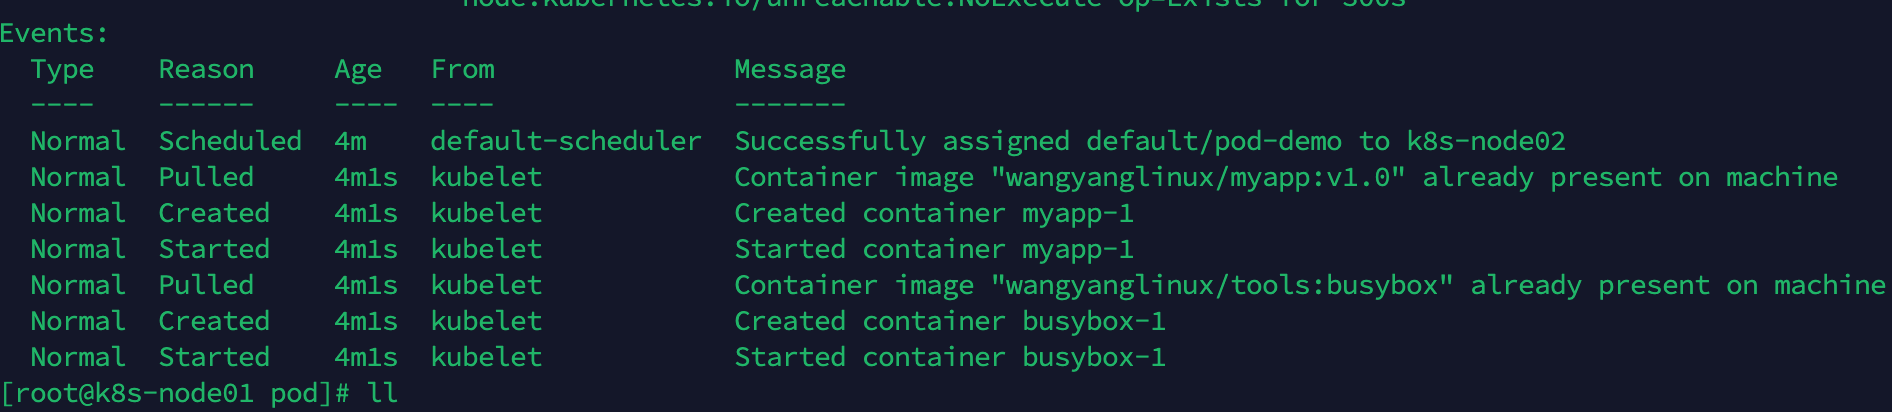 node.kubernetes.io/unreachable:NoExecute op=Exists for 300s
Events:
  Type    Reason     Age   From               Message
  ----    ------     ----  ----               -------
  Normal  Scheduled  4m    default-scheduler  Successfully assigned default/pod-demo to k8s-node02
  Normal  Pulled     4m1s  kubelet            Container image "wangyanglinux/myapp:v1.0" already present on machine
  Normal  Created    4m1s  kubelet            Created container myapp-1
  Normal  Started    4m1s  kubelet            Started container myapp-1
  Normal  Pulled     4m1s  kubelet            Container image "wangyanglinux/tools:busybox" already present on machine
  Normal  Created    4m1s  kubelet            Created container busybox-1
  Normal  Started    4m1s  kubelet            Started container busybox-1
[root@k8s-node01 pod]# ll